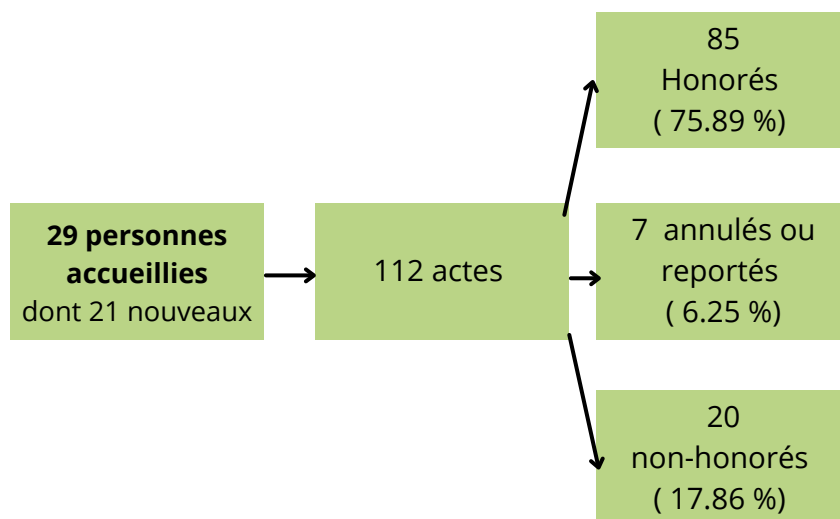 29 personnes
accueillies
dont 21 nouveaux
112 actes
85
Honorés
( 75.89 %)
7 annulés ou
reportés
( 6.25 %)
20
non-honorés
( 17.86 %)